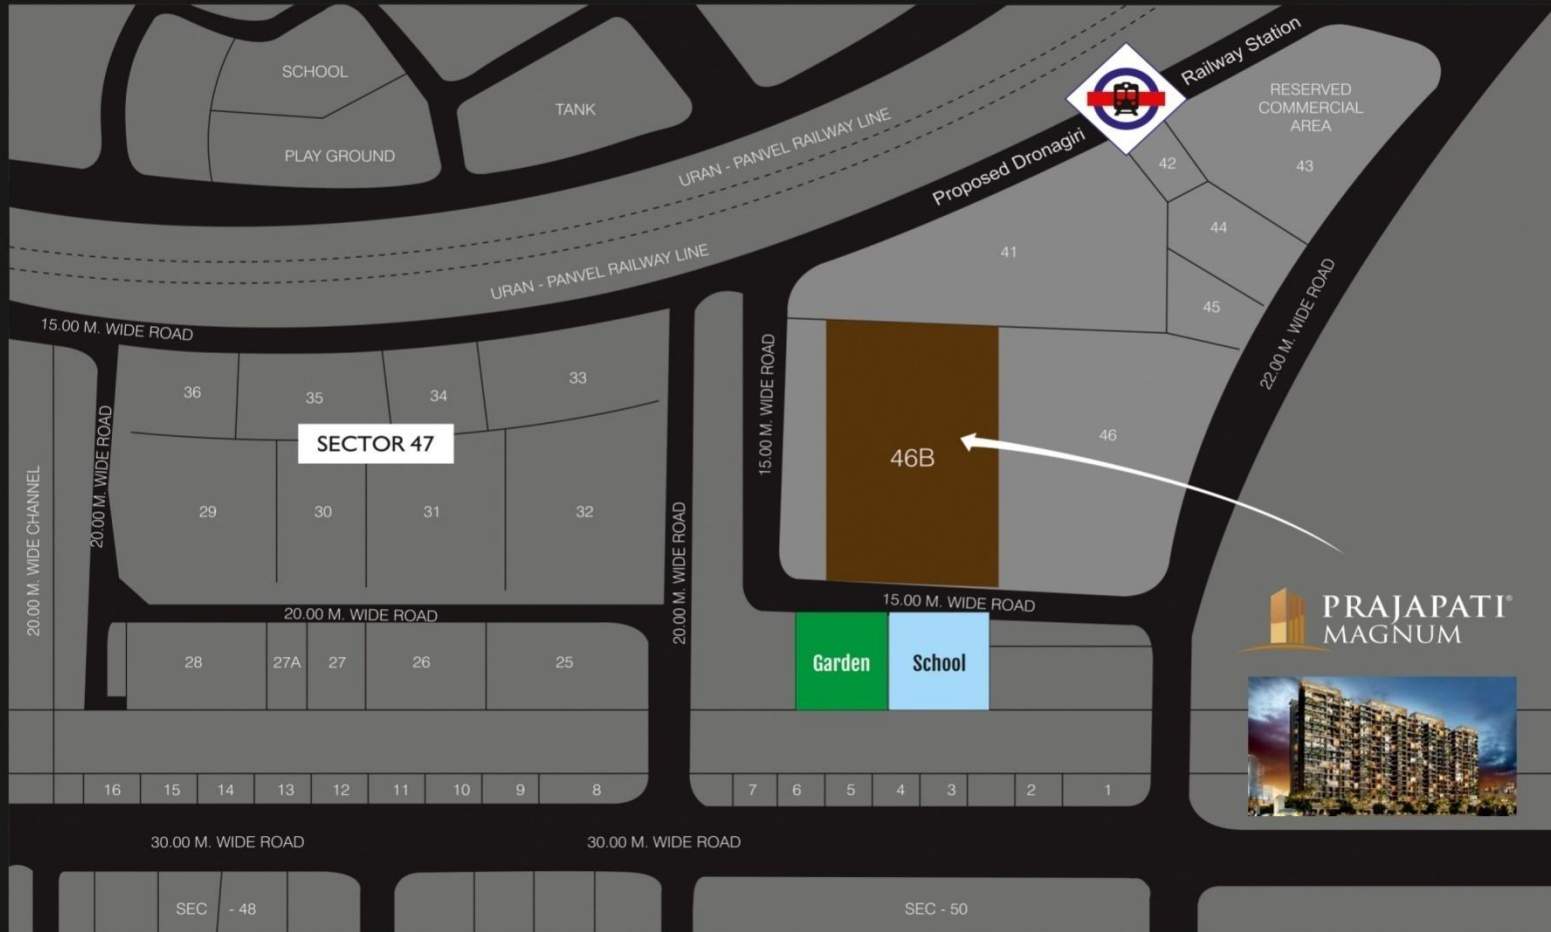 SCHOOL
PLAY GROUND
TANK
URAN - PANVEL RAILWAY LINE
URAN - PANVEL RAILWAY LINE
Proposed Dronagiri
Railway Station
RESERVED
COMMERCIAL
AREA
43
42
44
45
41
15.00 M. WIDE ROAD
36
35
34
33
SECTOR 47
29
30
31
32
20.00 M. WIDE CHANNEL
20.00 M. WIDE ROAD
20.00 M. WIDE ROAD
20.00 M. WIDE ROAD
15.00 M. WIDE ROAD
46B
46
22.00 M. WIDE ROAD
15.00 M. WIDE ROAD
PRAJAPATI®
MAGNUM
28
27A
27
26
25
Garden
School
16
15
14
13
12
11
10
9
8
7
6
5
4
3
2
1
30.00 M. WIDE ROAD
30.00 M. WIDE ROAD
SEC - 48
SEC - 50